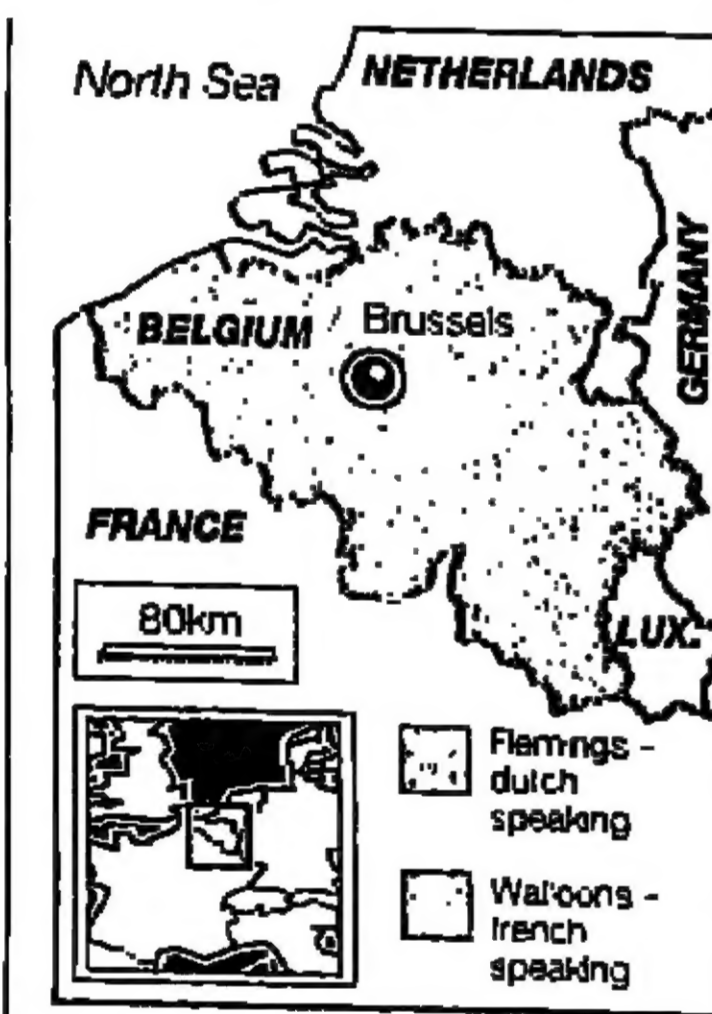 North Sea
NETHERLANDS
GERMANY
BELGIUM
Brussels
FRANCE
80km
LUX.
Flemings -
dutch
speaking
Walloons -
french
speaking